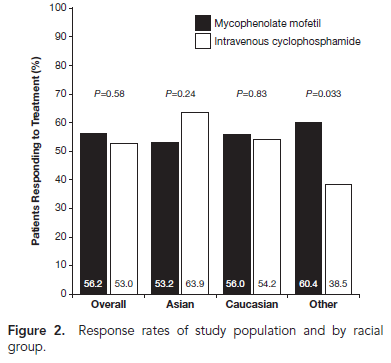 Patients Responding to Treatment (%)
100
90
80
70
60
50
40
30
20
10
0
Mycophenolate mofetil
Intravenous cyclophosphamide
P=0.58 P=0.24 P=0.83 P=0.033
56.2 53.0 53.2 63.9 56.0 54.2 60.4 38.5
Overall Asian Caucasian Other
Figure 2. Response rates of study population and by racial
group.